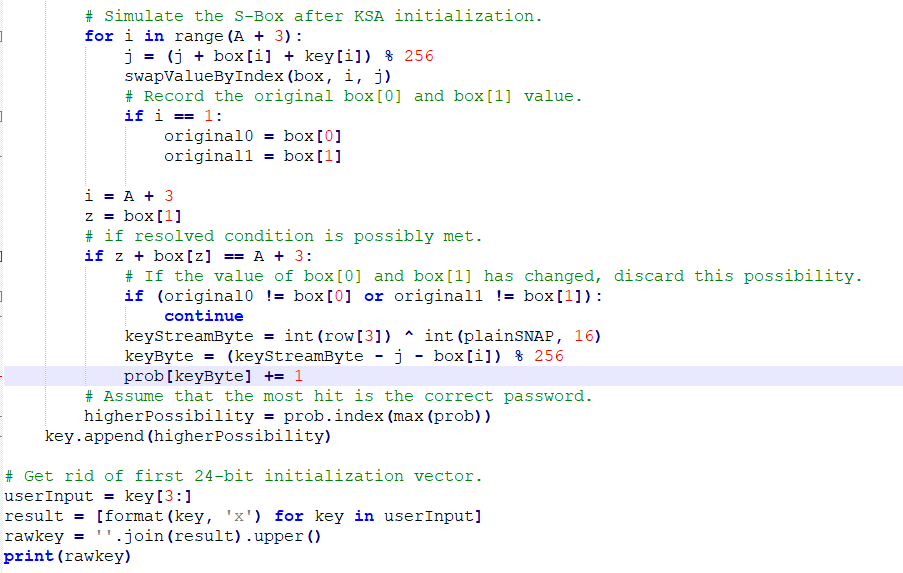 # Simulate the S-Box after KSA initialization.
for i in range(A + 3):
j = (j + box[i] + key[i]) % 256
swapValueByIndex(box, i, j)
# Record the original box[0] and box[1] value.
if i == 1:
original0 = box[0]
original1 = box[1]
i = A + 3
z = box[1]
# if resolved condition is possibly met.
if z + box[z] == A + 3:
# If the value of box[0] and box[1] has changed, discard this possibility.
if (original0 != box[0] or original1 != box[1]):
continue
keyStreamByte = int(row[3]) ^ int(plainSNAP, 16)
keyByte = (keyStreamByte - j - box[i]) % 256
prob[keyByte] += 1
# Assume that the most hit is the correct password.
higherPossibility = prob.index(max(prob))
key.append(higherPossibility)
# Get rid of first 24-bit initialization vector.
userInput = key[3:]
result = [format(key, 'x') for key in userInput]
rawkey = ''.join(result).upper()
print(rawkey)